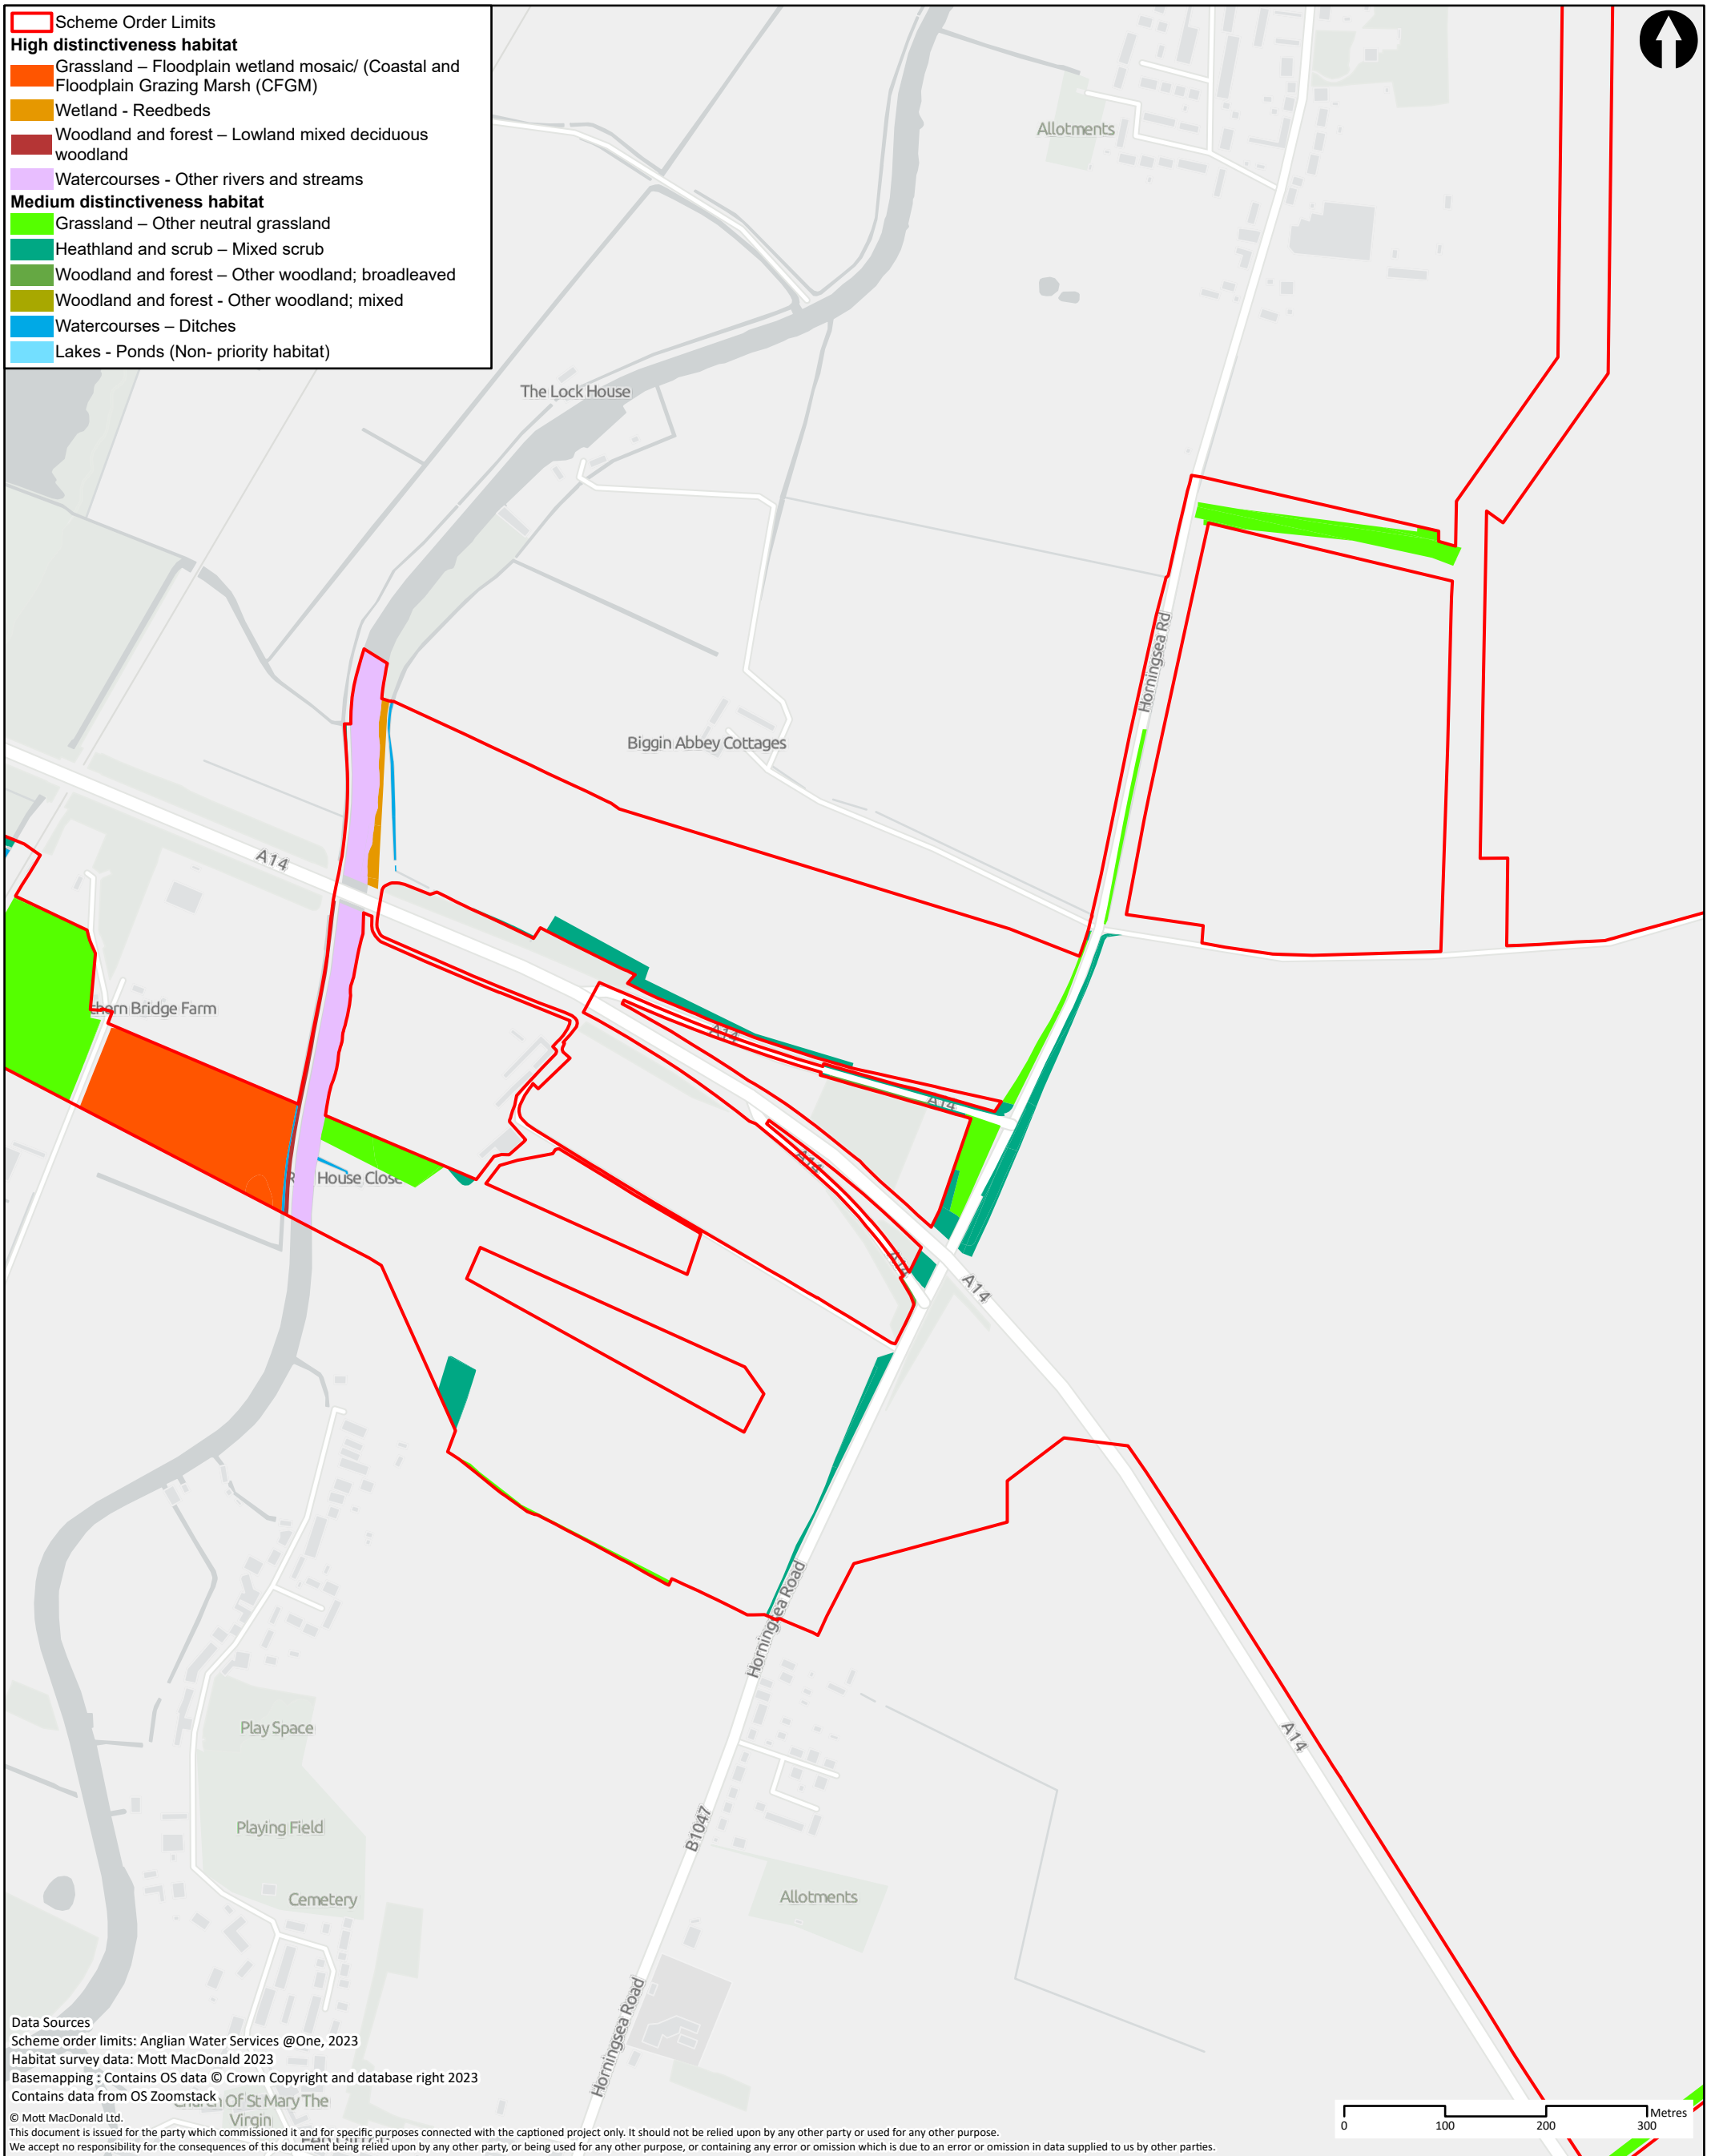 Scheme Order Limits
High distinctiveness habitat
Grassland – Floodplain wetland mosaic/ (Coastal and
Floodplain Grazing Marsh (CFGM)
Wetland - Reedbeds
Woodland and forest – Lowland mixed deciduous
woodland
Watercourses - Other rivers and streams
Medium distinctiveness habitat
Grassland – Other neutral grassland
Heathland and scrub – Mixed scrub
Woodland and forest – Other woodland; broadleaved
Woodland and forest - Other woodland; mixed
Watercourses – Ditches
Lakes - Ponds (Non- priority habitat)
Allotments
The Lock House
Horningsea Rd
Biggin Abbey Cottages
A14
Bridge Farm
A14
A14
A14
A14
House Close
A14
Horningsea Road
Play Space
A14
Playing Field
B1047
Cemetery
Allotments
Horningsea Road
Data Sources
Scheme order limits: Anglian Water Services @One, 2023
Habitat survey data: Mott MacDonald 2023
Basemapping : Contains OS data © Crown Copyright and database right 2023
Contains data from OS Zoomstack
Of St Mary The
Virgin
Metres
0 100 200 300
© Mott MacDonald Ltd.
This document is issued for the party which commissioned it and for specific purposes connected with the captioned project only. It should not be relied upon by any other party or used for any other purpose.
We accept no responsibility for the consequences of this document being relied upon by any other party, or being used for any other purpose, or containing any error or omission which is due to an error or omission in data supplied to us by other parties.